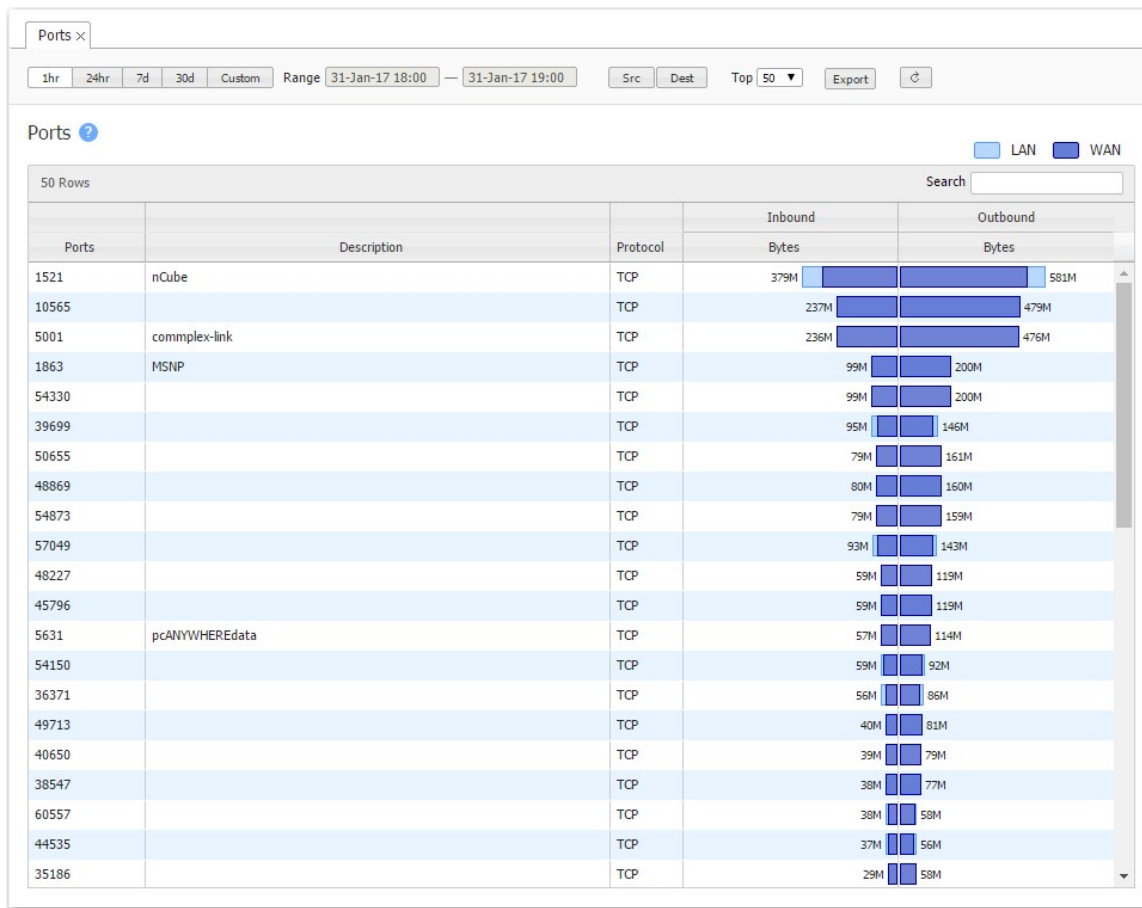 Ports ×
1hr 24hr 7d 30d Custom Range 31-Jan-17 18:00 — 31-Jan-17 19:00 Src Dest Top 50 Export
Ports ?
LAN WAN
50 Rows Search
Inbound Outbound
Ports Description Protocol Bytes Bytes
1521 nCube TCP 379M 581M
10565 TCP 237M 479M
5001 commplex-link TCP 236M 476M
1863 MSNP TCP 99M 200M
54330 TCP 99M 200M
39699 TCP 95M 146M
50655 TCP 79M 161M
48869 TCP 80M 160M
54873 TCP 79M 159M
57049 TCP 93M 143M
48227 TCP 59M 119M
45796 TCP 59M 119M
5631 pcANYWHEREdata TCP 57M 114M
54150 TCP 59M 92M
36371 TCP 56M 86M
49713 TCP 40M 81M
40650 TCP 39M 79M
38547 TCP 38M 77M
60557 TCP 38M 58M
44535 TCP 37M 56M
35186 TCP 29M 58M